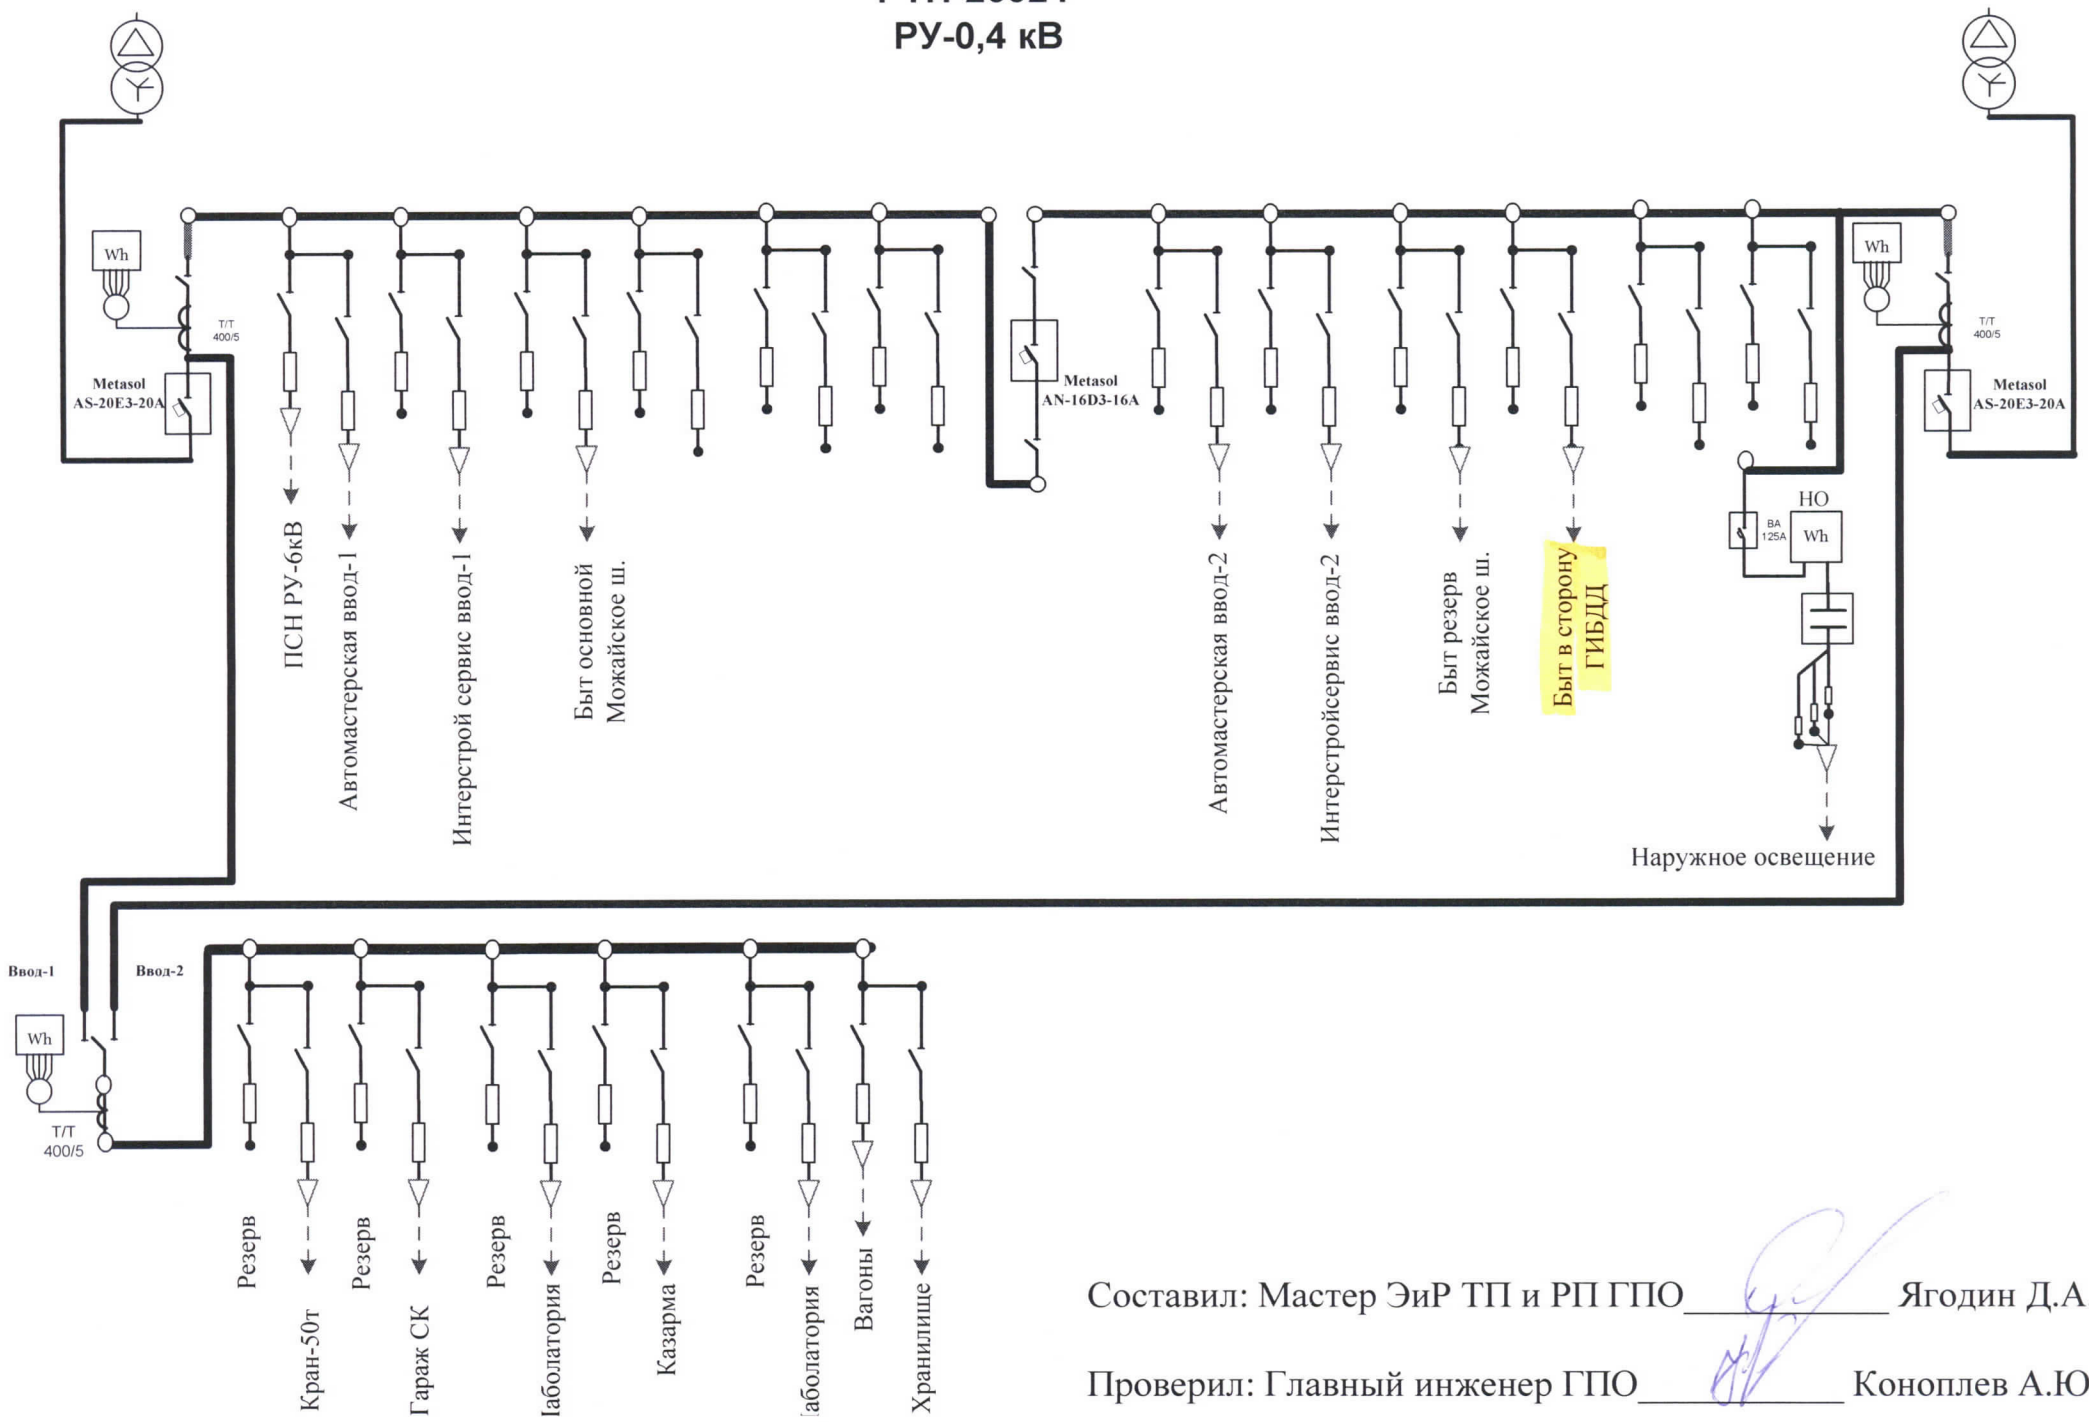 РУ-0,4 кВ
Wh
Т/Т
400/5
Metasol
AS-20E3-20A
ПСН РУ-6кВ
Автомастерская ввод-1
Интерстрой сервис ввод-1
Быт основной
Можайское ш.
Metasol
AN-16D3-16A
Автомастерская ввод-2
Интерстройсервис ввод-2
Быт резерв
Можайское ш.
Быт в сторону
ГИБДД
Wh
Т/Т
400/5
Metasol
AS-20E3-20A
НО
ВА
125А
Wh
Наружное освещение
Ввод-1
Ввод-2
Wh
Т/Т
400/5
Резерв
Кран-50т
Резерв
Гараж СК
Резерв
аболатория
Резерв
Казарма
Резерв
аболатория
Вагоны
Хранилище
Составил: Мастер ЭиР ТП и РП ГПО Ягодин Д.А
Проверил: Главный инженер ГПО Коноплев А.Ю